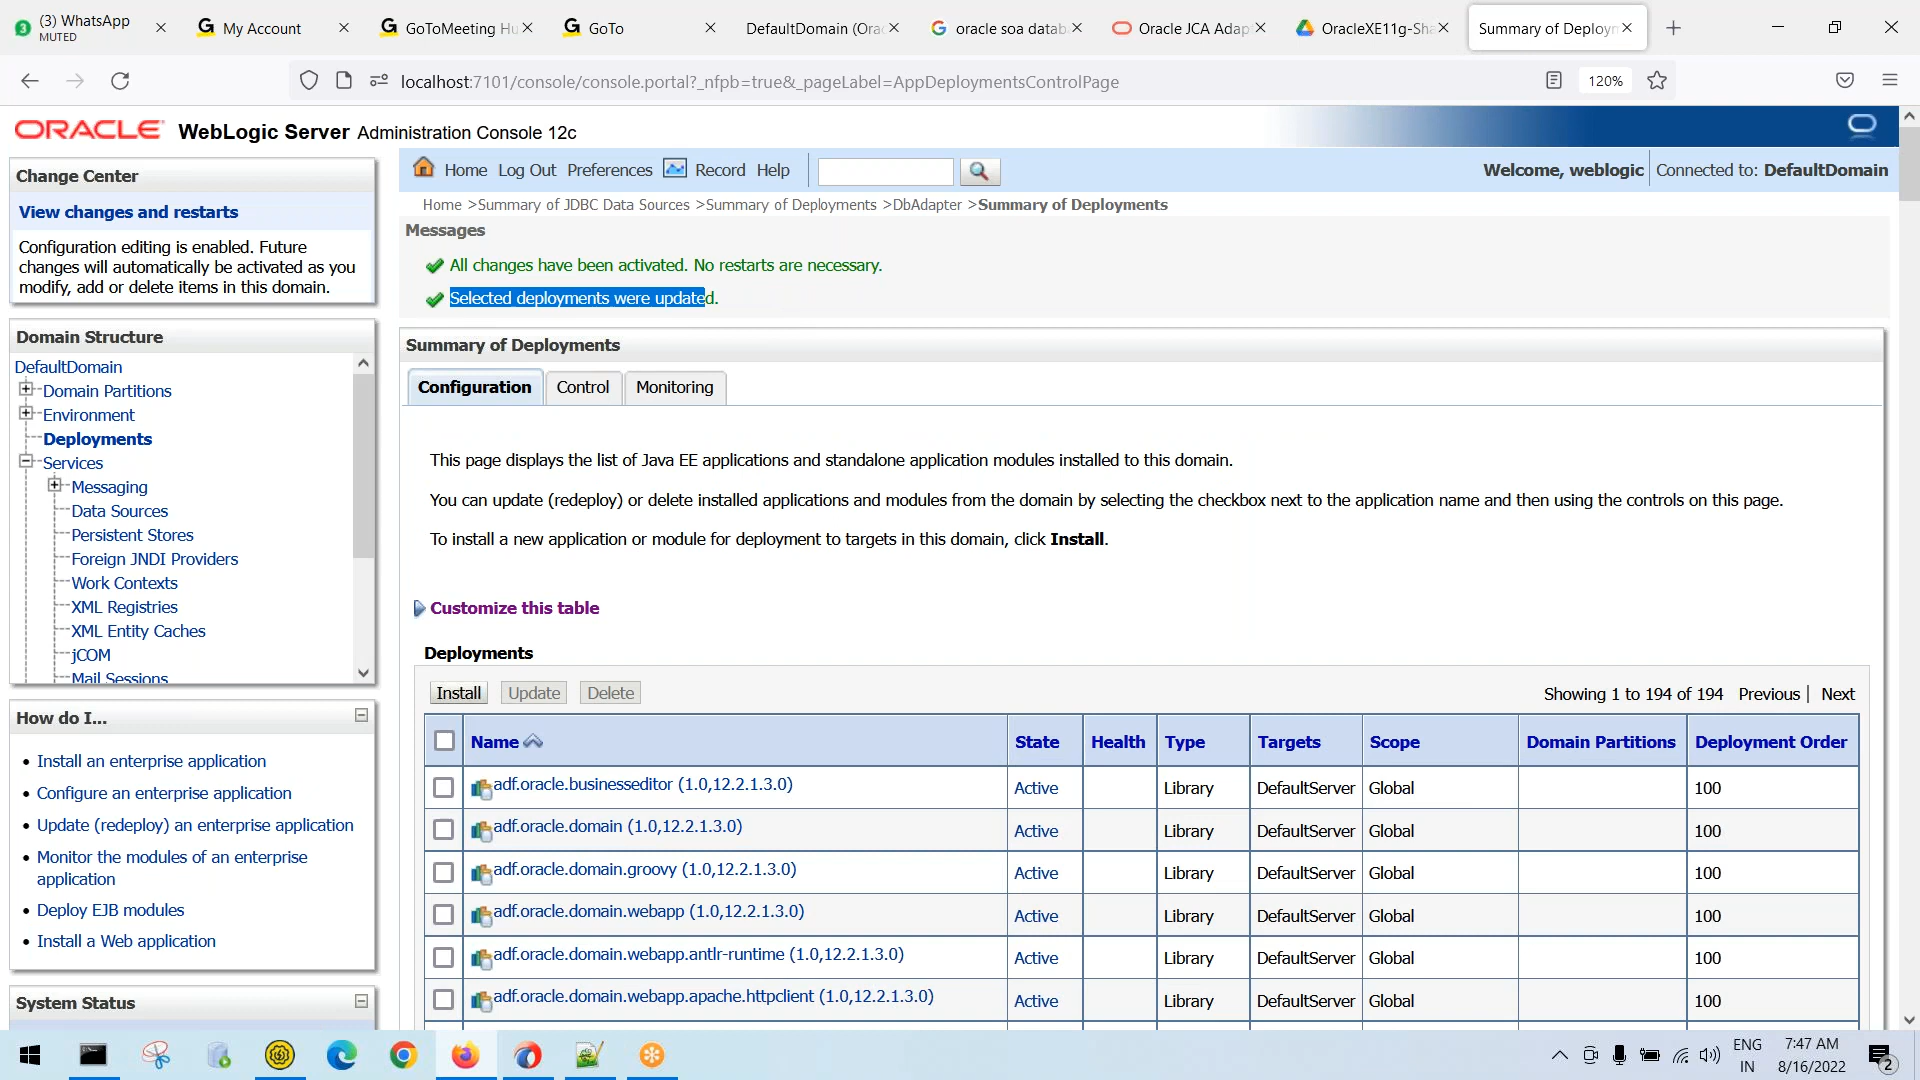 (3) WhatsApp
MUTED
My Account
GoToMeeting Hu
GoTo
DefaultDomain (Orac
oracle soa datab
Oracle JCA Adap
OracleXE11g-Sha
Summary of Deployn
localhost:7101/console/console.portal?_nfpb=true&_pageLabel=AppDeploymentsControlPage
120%
ORACLE WebLogic Server Administration Console 12c
Change Center
View changes and restarts
Configuration editing is enabled. Future
changes will automatically be activated as you
modify, add or delete items in this domain.
Domain Structure
DefaultDomain
Domain Partitions
Environment
Deployments
Services
Messaging
Data Sources
Persistent Stores
Foreign JNDI Providers
Work Contexts
XML Registries
XML Entity Caches
jCOM
Mail Sessions
How do I...
Install an enterprise application
Configure an enterprise application
Update (redeploy) an enterprise application
Monitor the modules of an enterprise
application
Deploy EJB modules
Install a Web application
System Status
Home Log Out Preferences Record Help
Welcome, weblogic Connected to: DefaultDomain
Home >Summary of JDBC Data Sources >Summary of Deployments >DbAdapter >Summary of Deployments
Messages
All changes have been activated. No restarts are necessary.
Selected deployments were updated.
Summary of Deployments
Configuration Control Monitoring
This page displays the list of Java EE applications and standalone application modules installed to this domain.
You can update (redeploy) or delete installed applications and modules from the domain by selecting the checkbox next to the application name and then using the controls on this page.
To install a new application or module for deployment to targets in this domain, click Install.
Customize this table
Deployments
Install Update Delete Showing 1 to 194 of 194 Previous | Next
Name State Health Type Targets Scope Domain Partitions Deployment Order
adf.oracle.businesseditor (1.0,12.2.1.3.0) Active Library DefaultServer Global 100
adf.oracle.domain (1.0,12.2.1.3.0) Active Library DefaultServer Global 100
adf.oracle.domain.groovy (1.0,12.2.1.3.0) Active Library DefaultServer Global 100
adf.oracle.domain.webapp (1.0,12.2.1.3.0) Active Library DefaultServer Global 100
adf.oracle.domain.webapp.antlr-runtime (1.0,12.2.1.3.0) Active Library DefaultServer Global 100
adf.oracle.domain.webapp.apache.httpclient (1.0,12.2.1.3.0) Active Library DefaultServer Global 100
ENG
IN
7:47 AM
8/16/2022
2